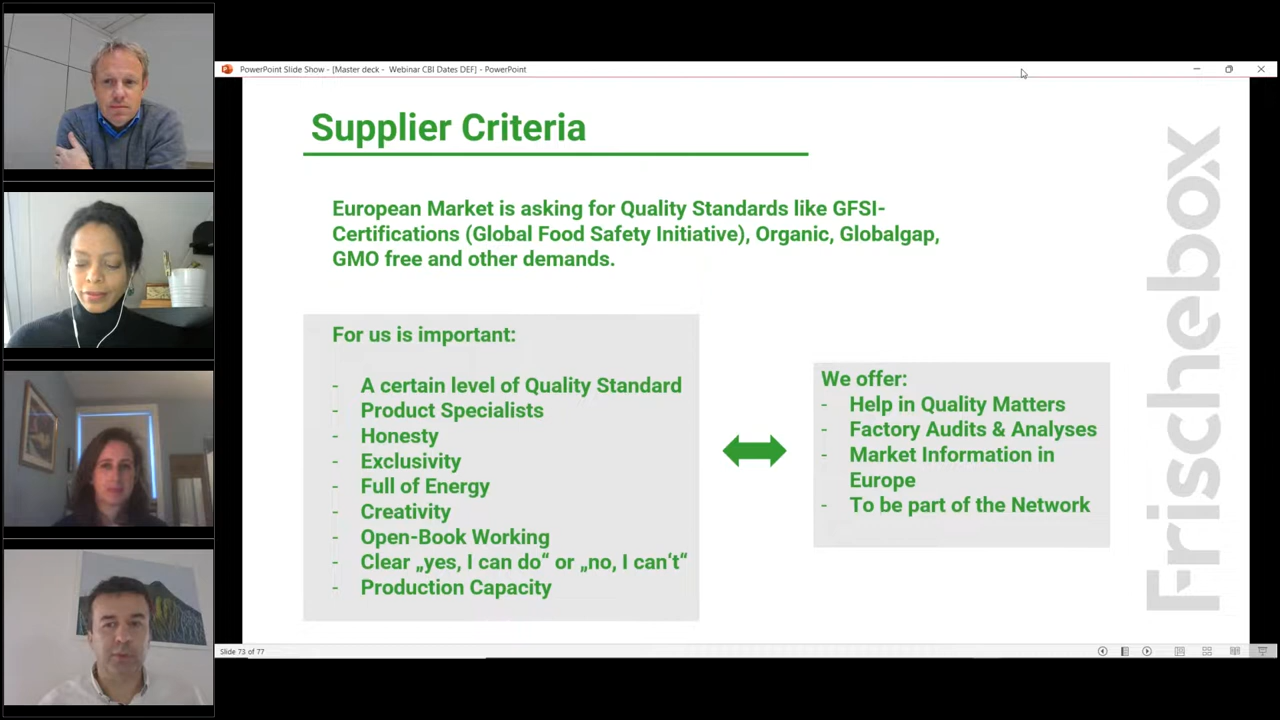 PowerPoint Slide Show - [Master deck - Webinar CBI Dates DEF] - PowerPoint
Supplier Criteria
European Market is asking for Quality Standards like GFSI-
Certifications (Global Food Safety Initiative), Organic, Globalgap,
GMO free and other demands.
For us is important:
- A certain level of Quality Standard
- Product Specialists
- Honesty
- Exclusivity
- Full of Energy
- Creativity
- Open-Book Working
- Clear „yes, I can do“ or „no, I can‘t“
- Production Capacity
We offer:
- Help in Quality Matters
- Factory Audits & Analyses
- Market Information in
Europe
- To be part of the Network
Frischebox
Slide 73 of 77